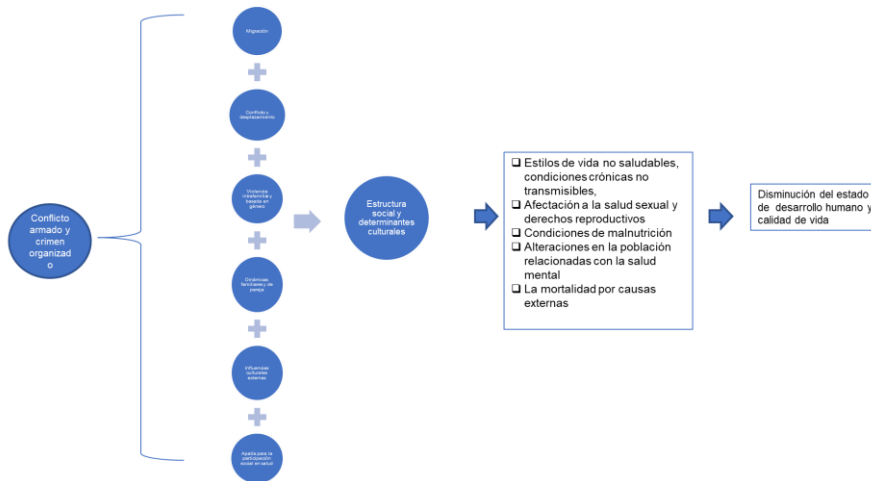 Conflicto
armado y
crimen
organizad
o
Migración
Conflicto y
desplazamiento
Violencia
intrafamiliar y
basada en
género
Dinámicas
familiares y de
pareja
Influencias
culturales
externas
Apatía para la
participación
social en salud
Estructura
social y
determinantes
culturales
❑ Estilos de vida no saludables,
condiciones crónicas no
transmisibles,
❑ Afectación a la salud sexual y
derechos reproductivos
❑ Condiciones de malnutrición
❑ Alteraciones en la población
relacionadas con la salud
mental
❑ La mortalidad por causas
externas
Disminución del estado
de desarrollo humano y
calidad de vida